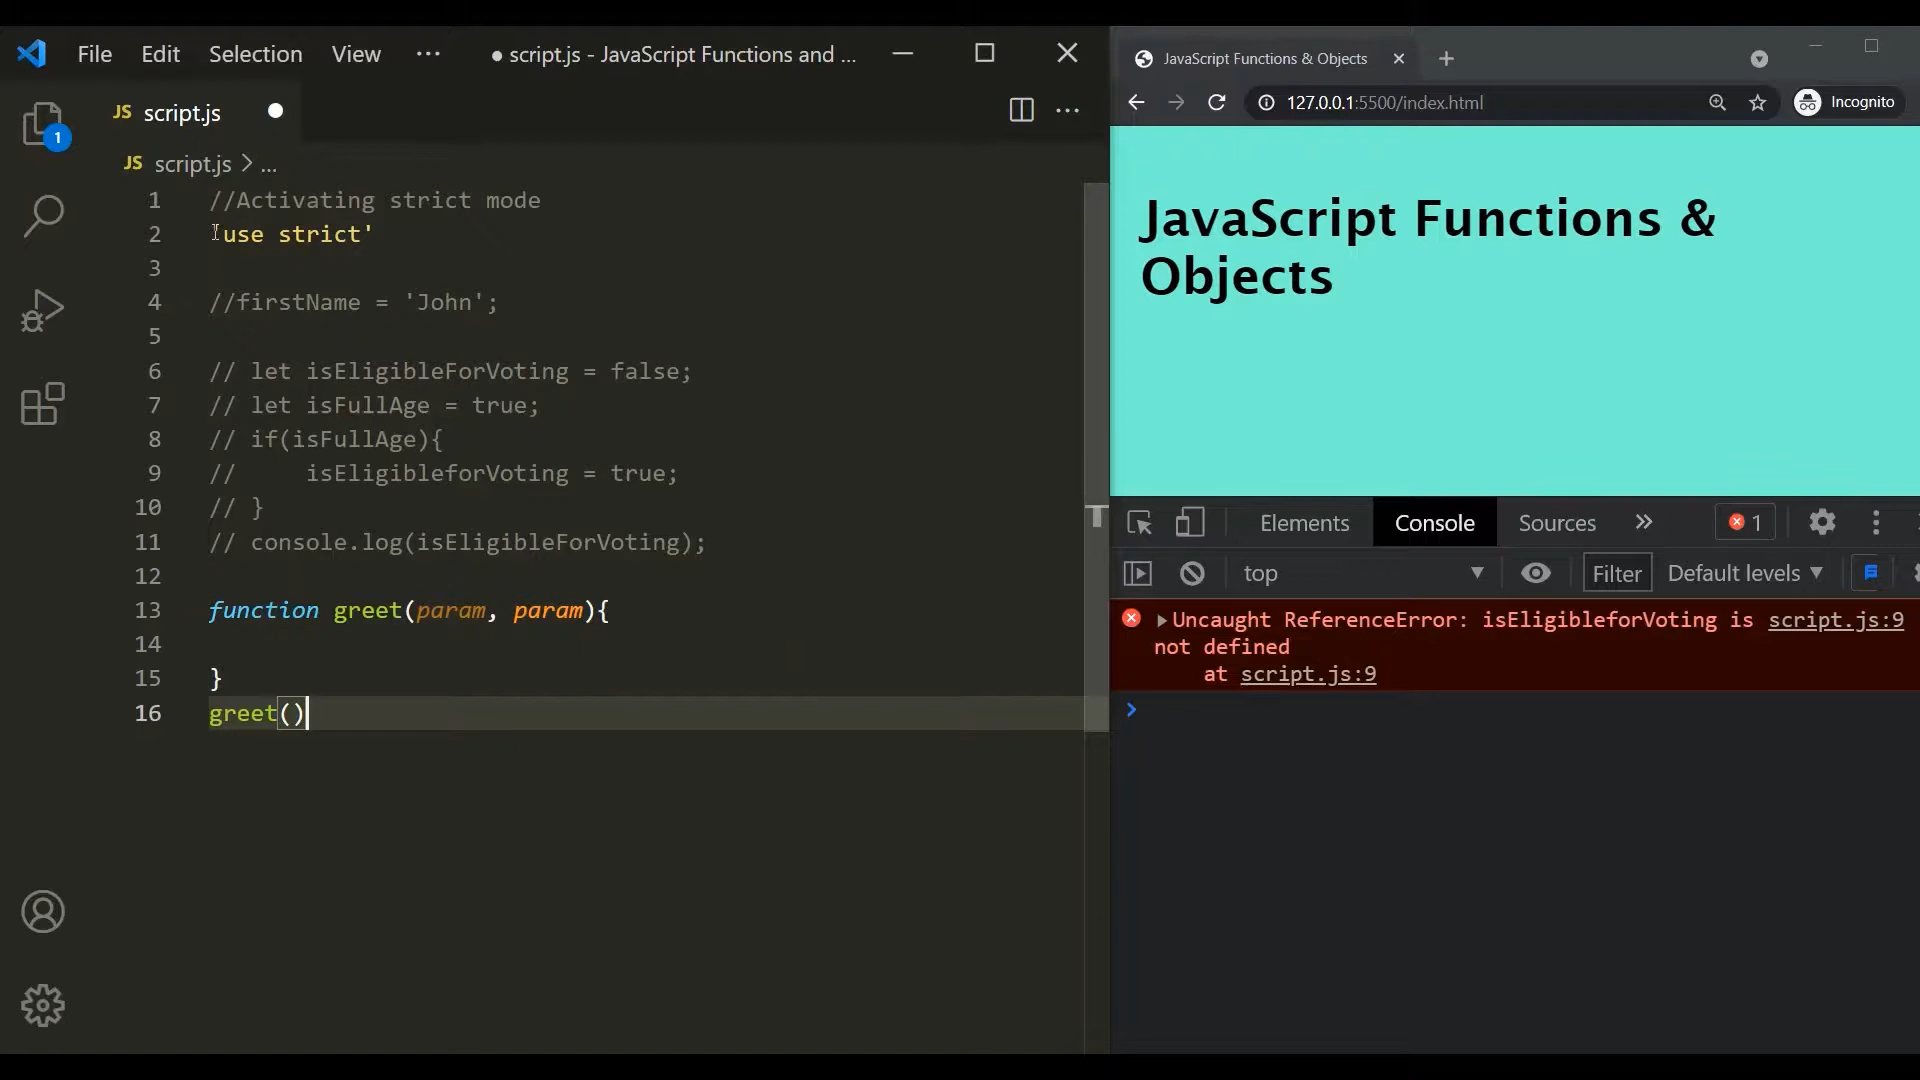 File Edit Selection View ··· ● script.js - JavaScript Functions and ...
JS script.js
JS script.js > ...
1 //Activating strict mode
2 'use strict'
3
4 //firstName = 'John';
5
6 // let isEligibleForVoting = false;
7 // let isFullAge = true;
8 // if(isFullAge){
9 //     isEligibleforVoting = true;
10 // }
11 // console.log(isEligibleForVoting);
12
13 function greet(param, param){
14
15 }
16 greet()
1
JavaScript Functions & Objects
127.0.0.1:5500/index.html Incognito
JavaScript Functions &
Objects
Elements Console Sources » 1
top Filter Default levels
Uncaught ReferenceError: isEligibleforVoting is script.js:9
not defined
at script.js:9